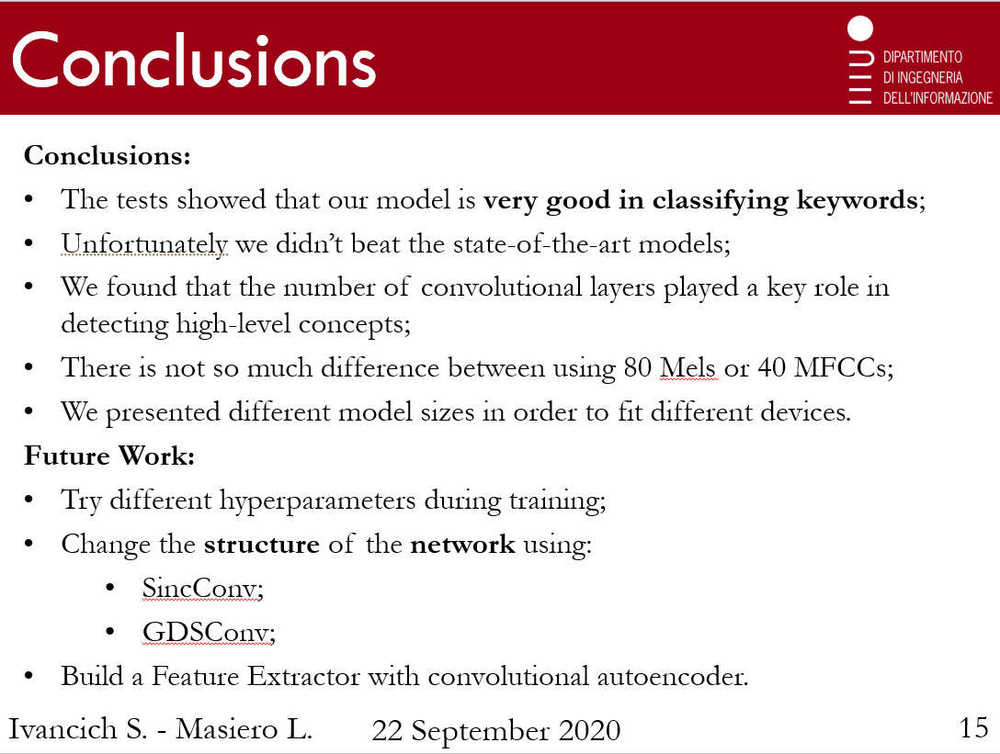 Conclusions
DIPARTIMENTO
DI INGEGNERIA
DELL'INFORMAZIONE
Conclusions:
• The tests showed that our model is very good in classifying keywords;
• Unfortunately we didn't beat the state-of-the-art models;
• We found that the number of convolutional layers played a key role in
detecting high-level concepts;
• There is not so much difference between using 80 Mels or 40 MFCCs;
• We presented different model sizes in order to fit different devices.
Future Work:
• Try different hyperparameters during training;
• Change the structure of the network using:
• SincConv;
• GDSConv;
• Build a Feature Extractor with convolutional autoencoder.
Ivancich S. - Masiero L. 22 September 2020 15